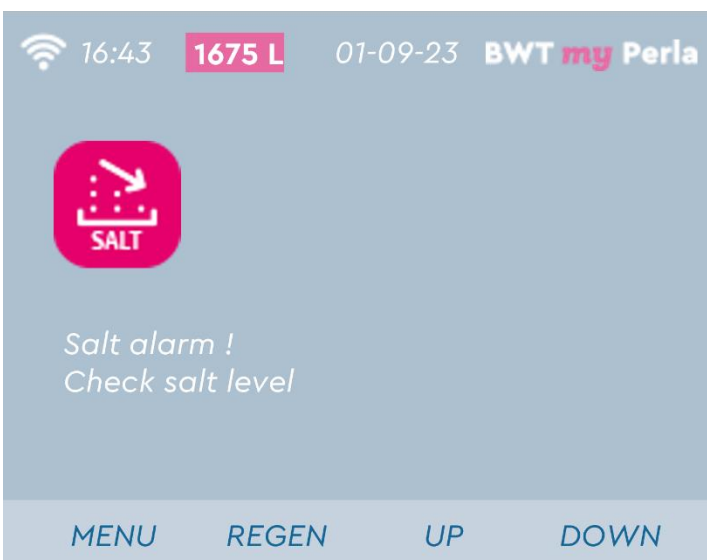 16:43 1675 L 01-09-23 BWT my Perla
SALT
Salt alarm !
Check salt level
MENU REGEN UP DOWN